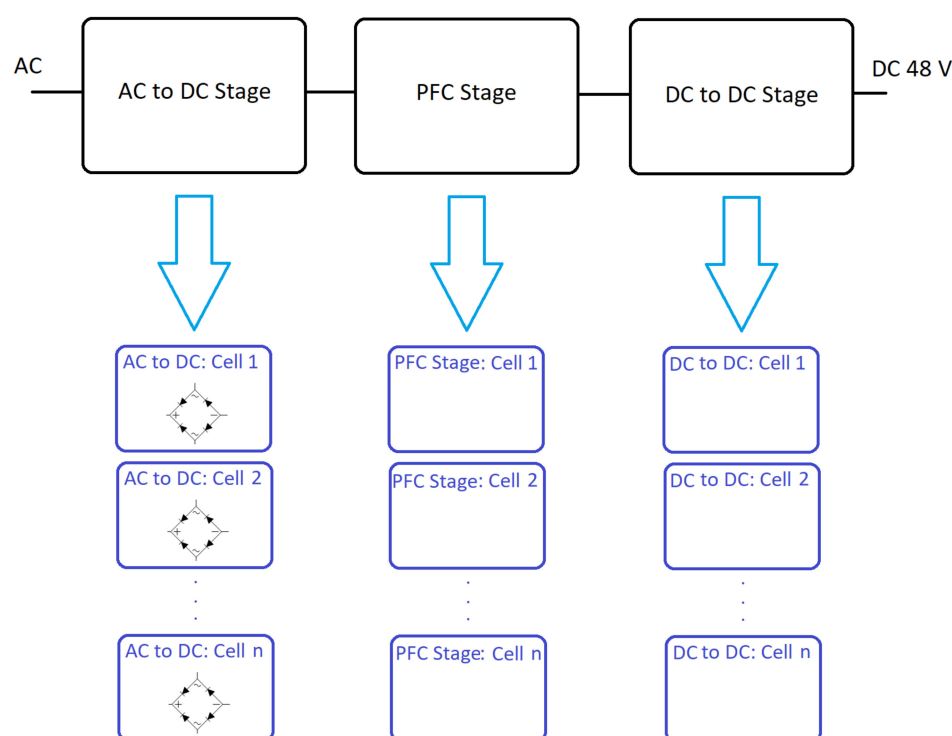 AC
AC to DC Stage
PFC Stage
DC to DC Stage
DC 48 V
AC to DC: Cell 1
PFC Stage: Cell 1
DC to DC: Cell 1
~
+ −
~
AC to DC: Cell 2
PFC Stage: Cell 2
DC to DC: Cell 2
~
+ −
~
AC to DC: Cell n
PFC Stage: Cell n
DC to DC: Cell n
~
+ −
~